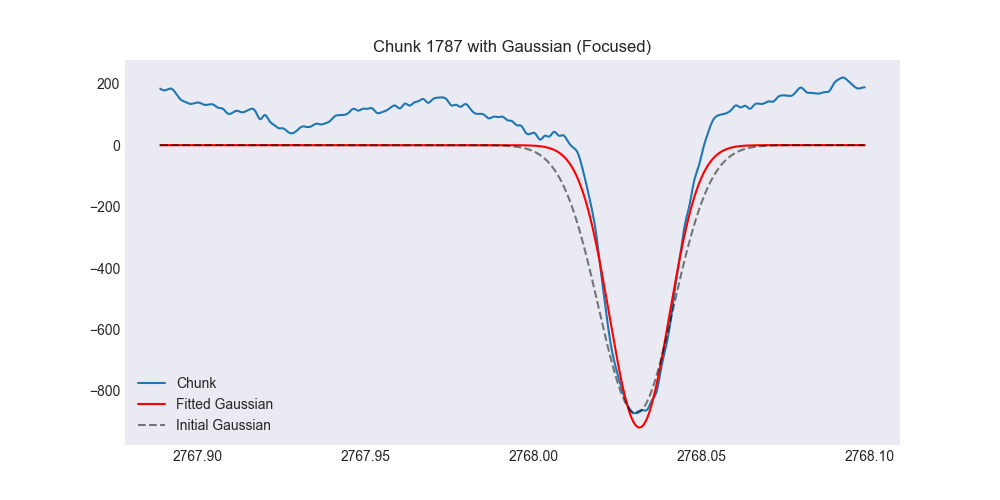 Chunk 1787 with Gaussian (Focused)
200
0
−200
−400
−600
−800
Chunk
Fitted Gaussian
Initial Gaussian
2767.90 2767.95 2768.00 2768.05 2768.10